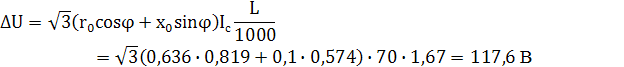 ΔU = √3(r₀cosφ + x₀sinφ)I_c L/1000
= √3(0,636 · 0,819 + 0,1 · 0,574) · 70 · 1,67 = 117,6 В